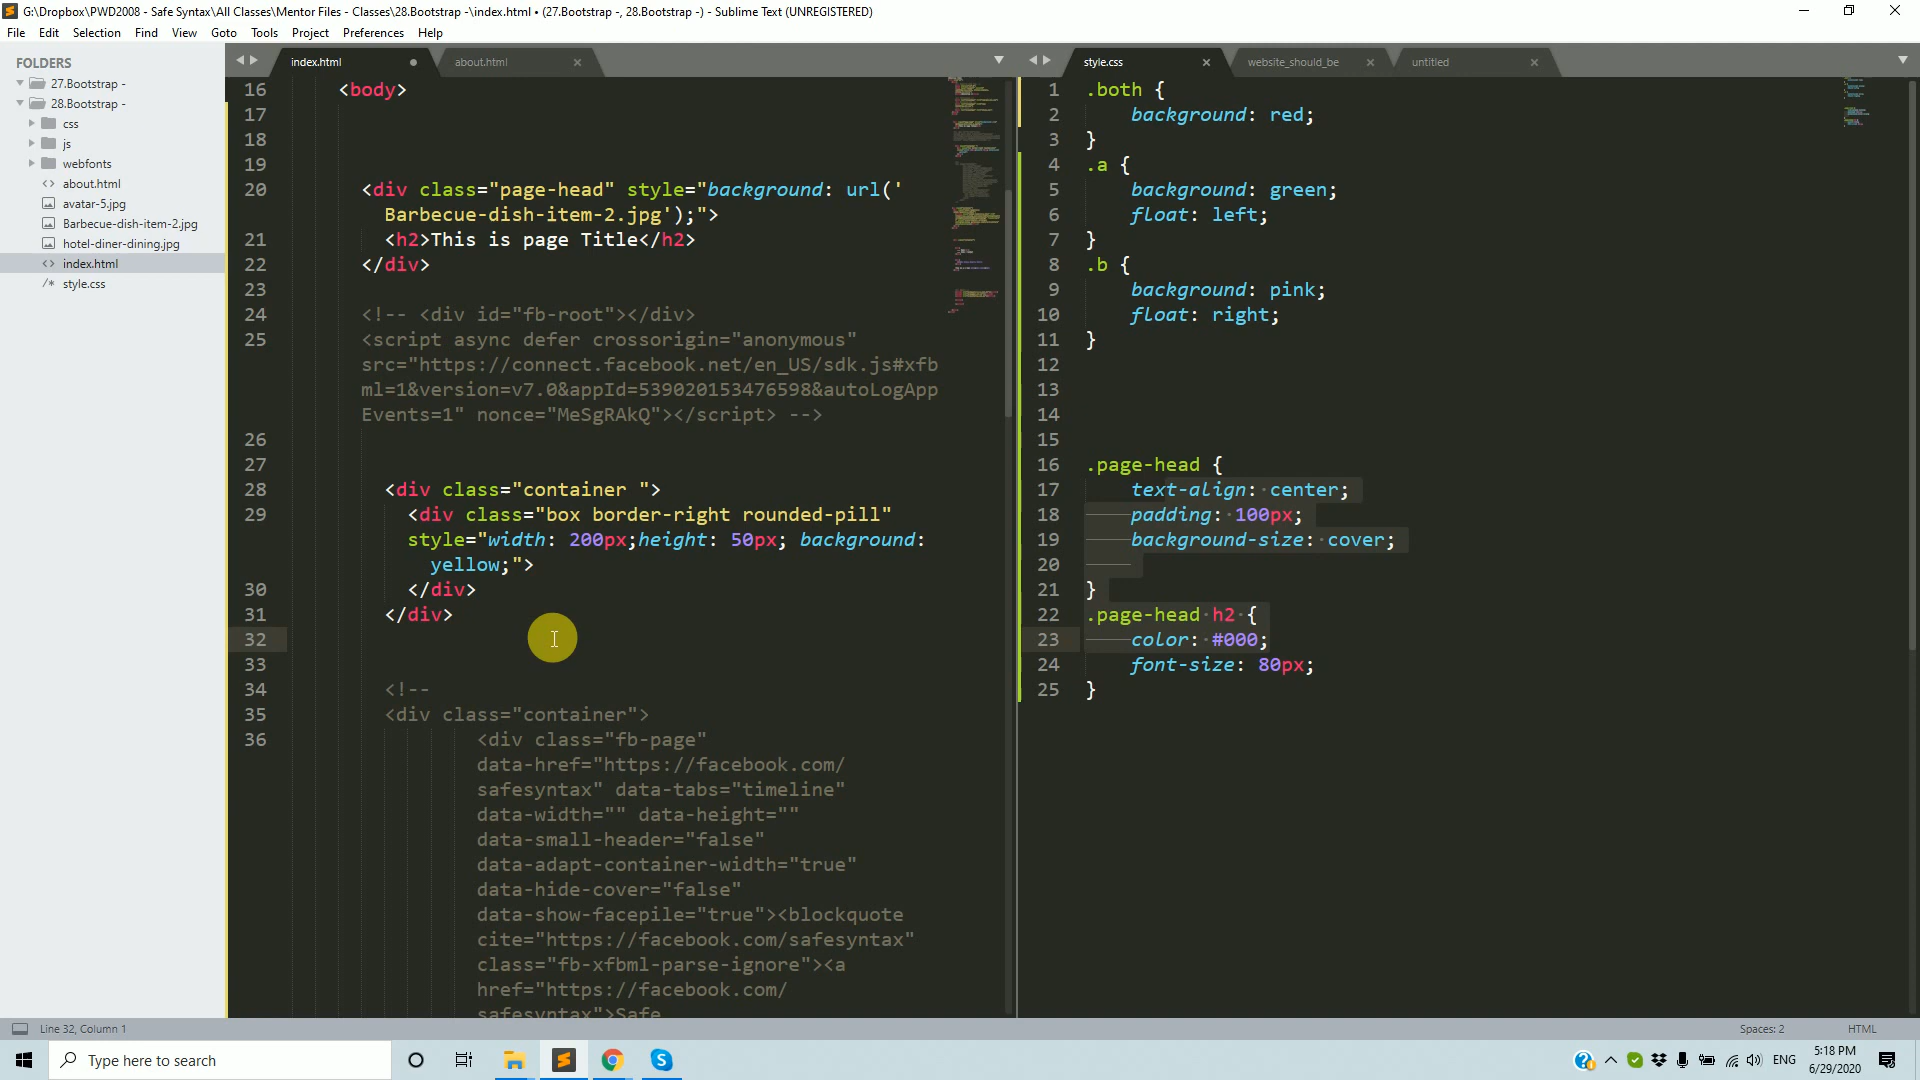 G:\Dropbox\PWD2008 - Safe Syntax\All Classes\Mentor Files - Classes\28.Bootstrap -\index.html • (27.Bootstrap -, 28.Bootstrap -) - Sublime Text (UNREGISTERED)
File Edit Selection Find View Goto Tools Project Preferences Help
FOLDERS
27.Bootstrap -
28.Bootstrap -
css
js
webfonts
about.html
avatar-5.jpg
Barbecue-dish-item-2.jpg
hotel-diner-dining.jpg
index.html
style.css
index.html about.html
16 <body>
17
18
19
20 <div class="page-head" style="background: url('
Barbecue-dish-item-2.jpg');">
21 <h2>This is page Title</h2>
22 </div>
23
24 <!-- <div id="fb-root"></div>
25 <script async defer crossorigin="anonymous"
src="https://connect.facebook.net/en_US/sdk.js#xfb
ml=1&version=v7.0&appId=539020153476598&autoLogApp
Events=1" nonce="MeSgRAkQ"></script> -->
26
27
28 <div class="container ">
29 <div class="box border-right rounded-pill"
style="width: 200px;height: 50px; background:
yellow;">
30 </div>
31 </div>
32
33
34 <!--
35 <div class="container">
36 <div class="fb-page"
data-href="https://facebook.com/
safesyntax" data-tabs="timeline"
data-width="" data-height=""
data-small-header="false"
data-adapt-container-width="true"
data-hide-cover="false"
data-show-facepile="true"><blockquote
cite="https://facebook.com/safesyntax"
class="fb-xfbml-parse-ignore"><a
href="https://facebook.com/
safesyntax">Safe
style.css website_should_be untitled
1 .both {
2 background: red;
3 }
4 .a {
5 background: green;
6 float: left;
7 }
8 .b {
9 background: pink;
10 float: right;
11 }
12
13
14
15
16 .page-head {
17 text-align: center;
18 padding: 100px;
19 background-size: cover;
20
21 }
22 .page-head h2 {
23 color: #000;
24 font-size: 80px;
25 }
Line 32, Column 1
Spaces: 2 HTML
Type here to search
ENG
5:18 PM
6/29/2020